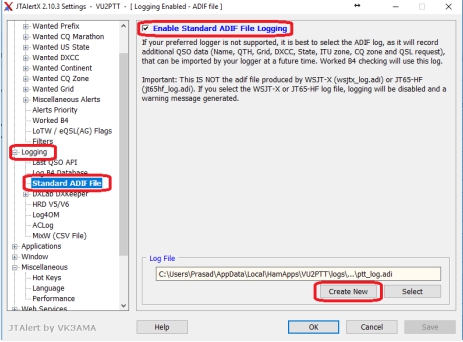 JTAlertX 2.10.3 Settings - VU2PTT - [ Logging Enabled - ADIF file ]
Wanted Prefix
Wanted CQ Marathon
Wanted US State
Wanted DXCC
Wanted Continent
Wanted CQ Zone
Wanted Grid
Miscellaneous Alerts
Alerts Priority
Worked B4
LoTW / eQSL(AG) Flags
Filters
Logging
Last QSO API
Log B4 Database
Standard ADIF File
DXLab DXKeeper
HRD V5/V6
Log4OM
ACLog
MixW (CSV File)
Applications
Window
Miscellaneous
Hot Keys
Language
Performance
Web Services
Enable Standard ADIF File Logging
If your preferred logger is not supported, it is best to select the ADIF log, as it will record
additional QSO data (Name, QTH, Grid, DXCC, State, ITU zone, CQ zone and QSL request),
that can be imported by your logger at a future time. Worked B4 checking will use this log.
Important: This IS NOT the adif file produced by WSJT-X (wsjtx_log.adi) or JT65-HF
(jt65hf_log.adi). If you select the WSJT-X or JT65-HF log file, logging will be disabled and a
warning message generated.
Log File
C:\Users\Prasad\AppData\Local\HamApps\VU2PTT\logs\,...\ptt_log.adi
Create New
Select
JTAlert by VK3AMA
Help
OK
Cancel
Save